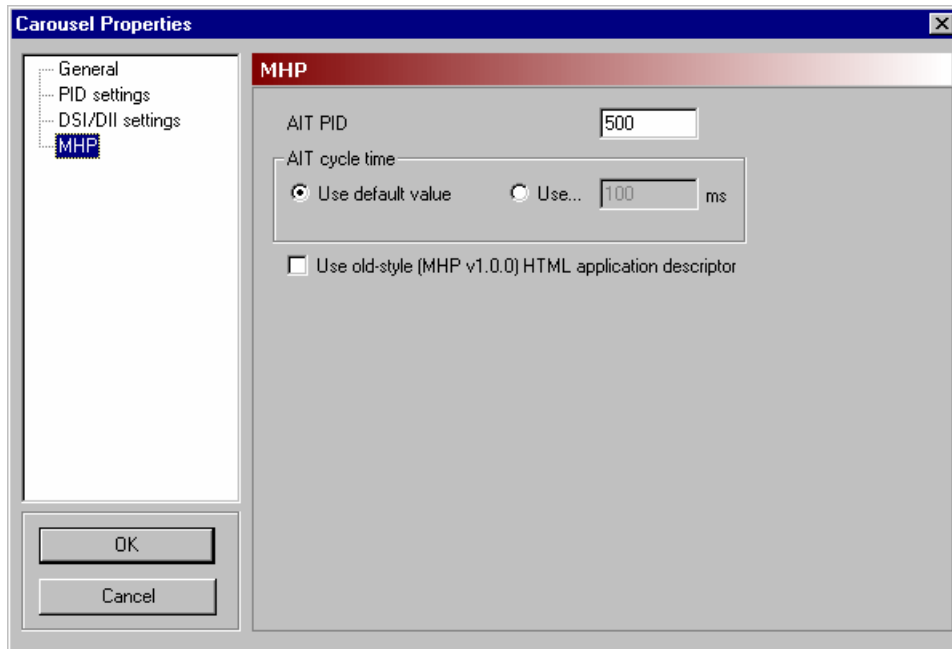 Carousel Properties
General
PID settings
DSI/DII settings
MHP
OK
Cancel
MHP
AIT PID 500
AIT cycle time
Use default value Use... 100 ms
Use old-style (MHP v1.0.0) HTML application descriptor